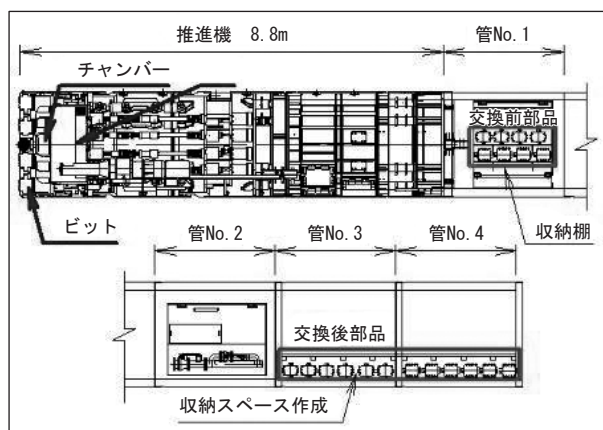 推進機 8.8m
管No.1
チャンバー
交換前部品
ビット
収納棚
管No.2
管No.3
管No.4
交換後部品
収納スペース作成